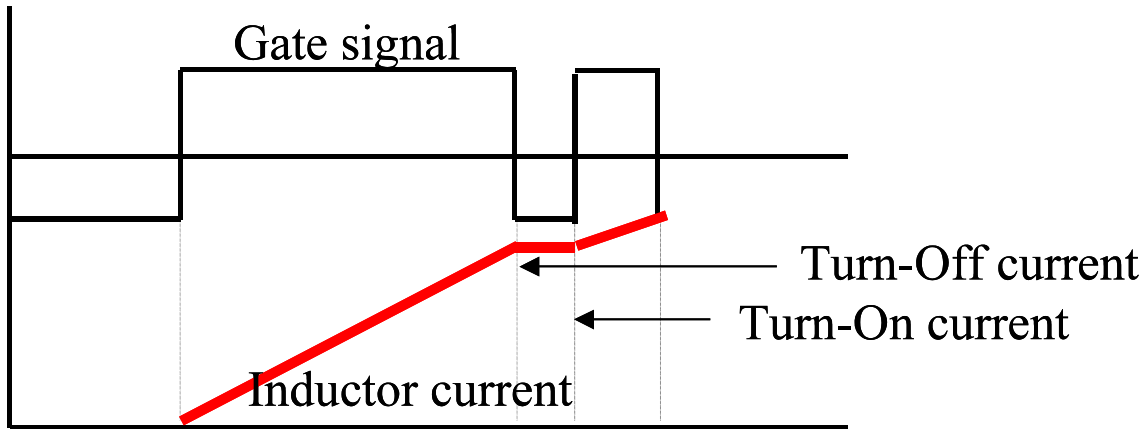 Gate signal
Turn-Off current
Turn-On current
Inductor current